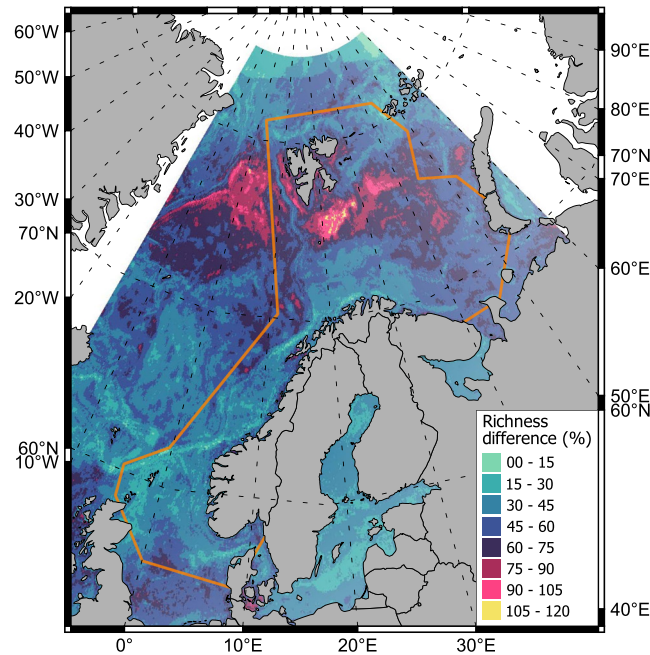 60°W
50°W
40°W
30°W
70°N
20°W
60°N
10°W
90°E
80°E
70°N
70°E
60°E
50°E
60°N
40°E
0°
10°E
20°E
30°E
Richness
difference (%)
00 - 15
15 - 30
30 - 45
45 - 60
60 - 75
75 - 90
90 - 105
105 - 120